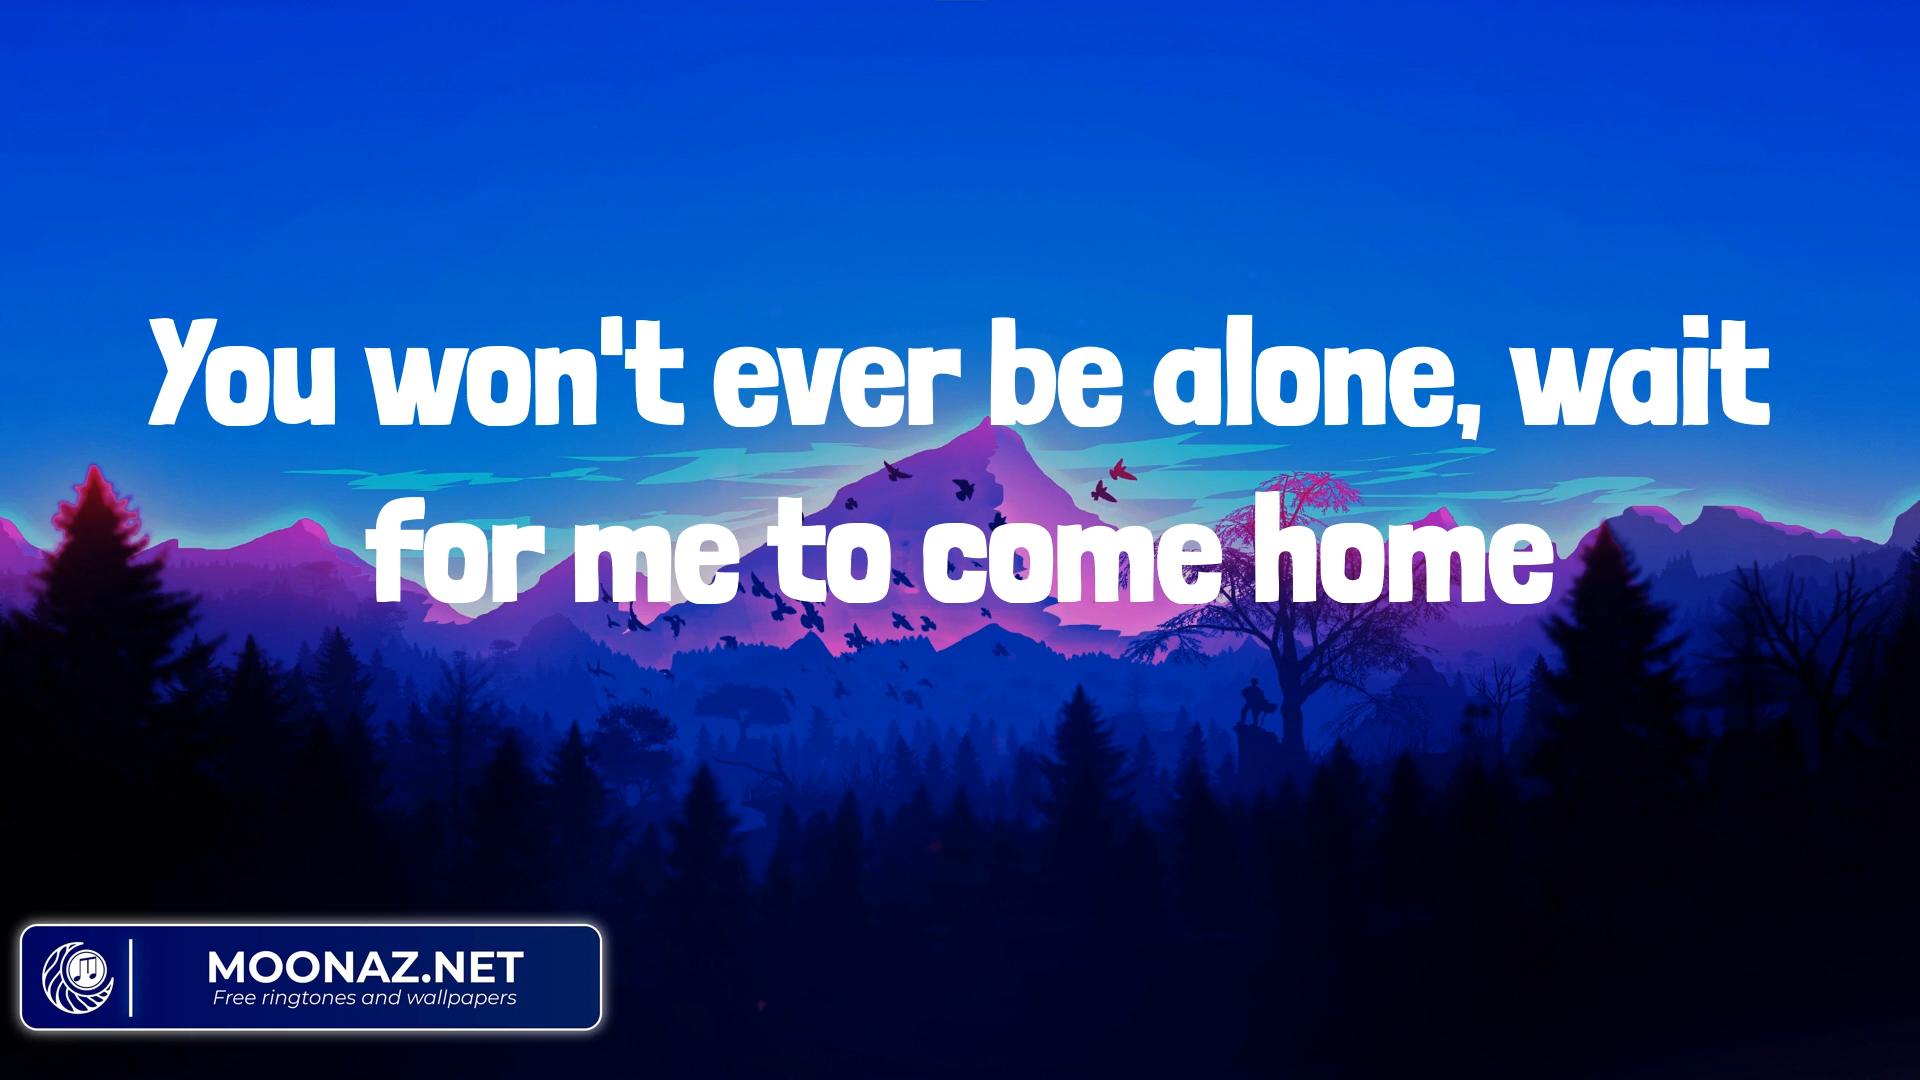 You won't ever be alone, wait
for me to come home
MOONAZ.NET
Free ringtones and wallpapers